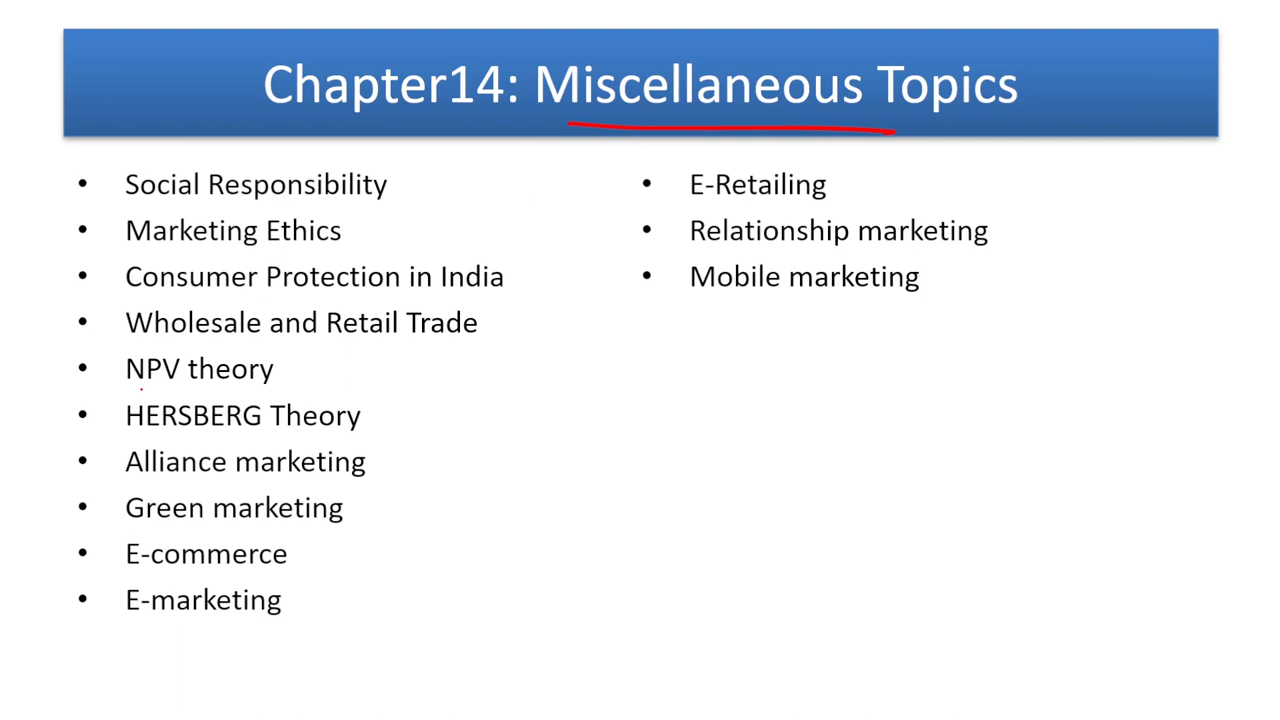 Chapter14: Miscellaneous Topics
• Social Responsibility
• Marketing Ethics
• Consumer Protection in India
• Wholesale and Retail Trade
• NPV theory
• HERSBERG Theory
• Alliance marketing
• Green marketing
• E-commerce
• E-marketing
• E-Retailing
• Relationship marketing
• Mobile marketing